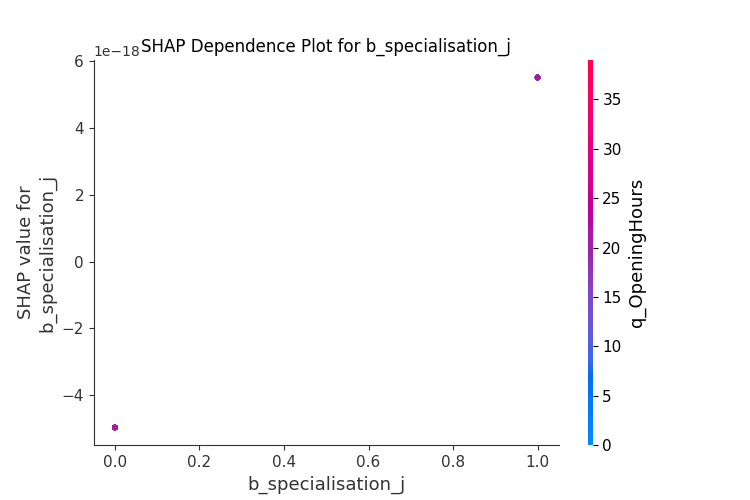 1e−18 SHAP Dependence Plot for b_specialisation_j
6
4
2
0
−2
−4
SHAP value for
b_specialisation_j
0.0 0.2 0.4 0.6 0.8 1.0
b_specialisation_j
35
30
25
20
15
10
5
0
q_OpeningHours